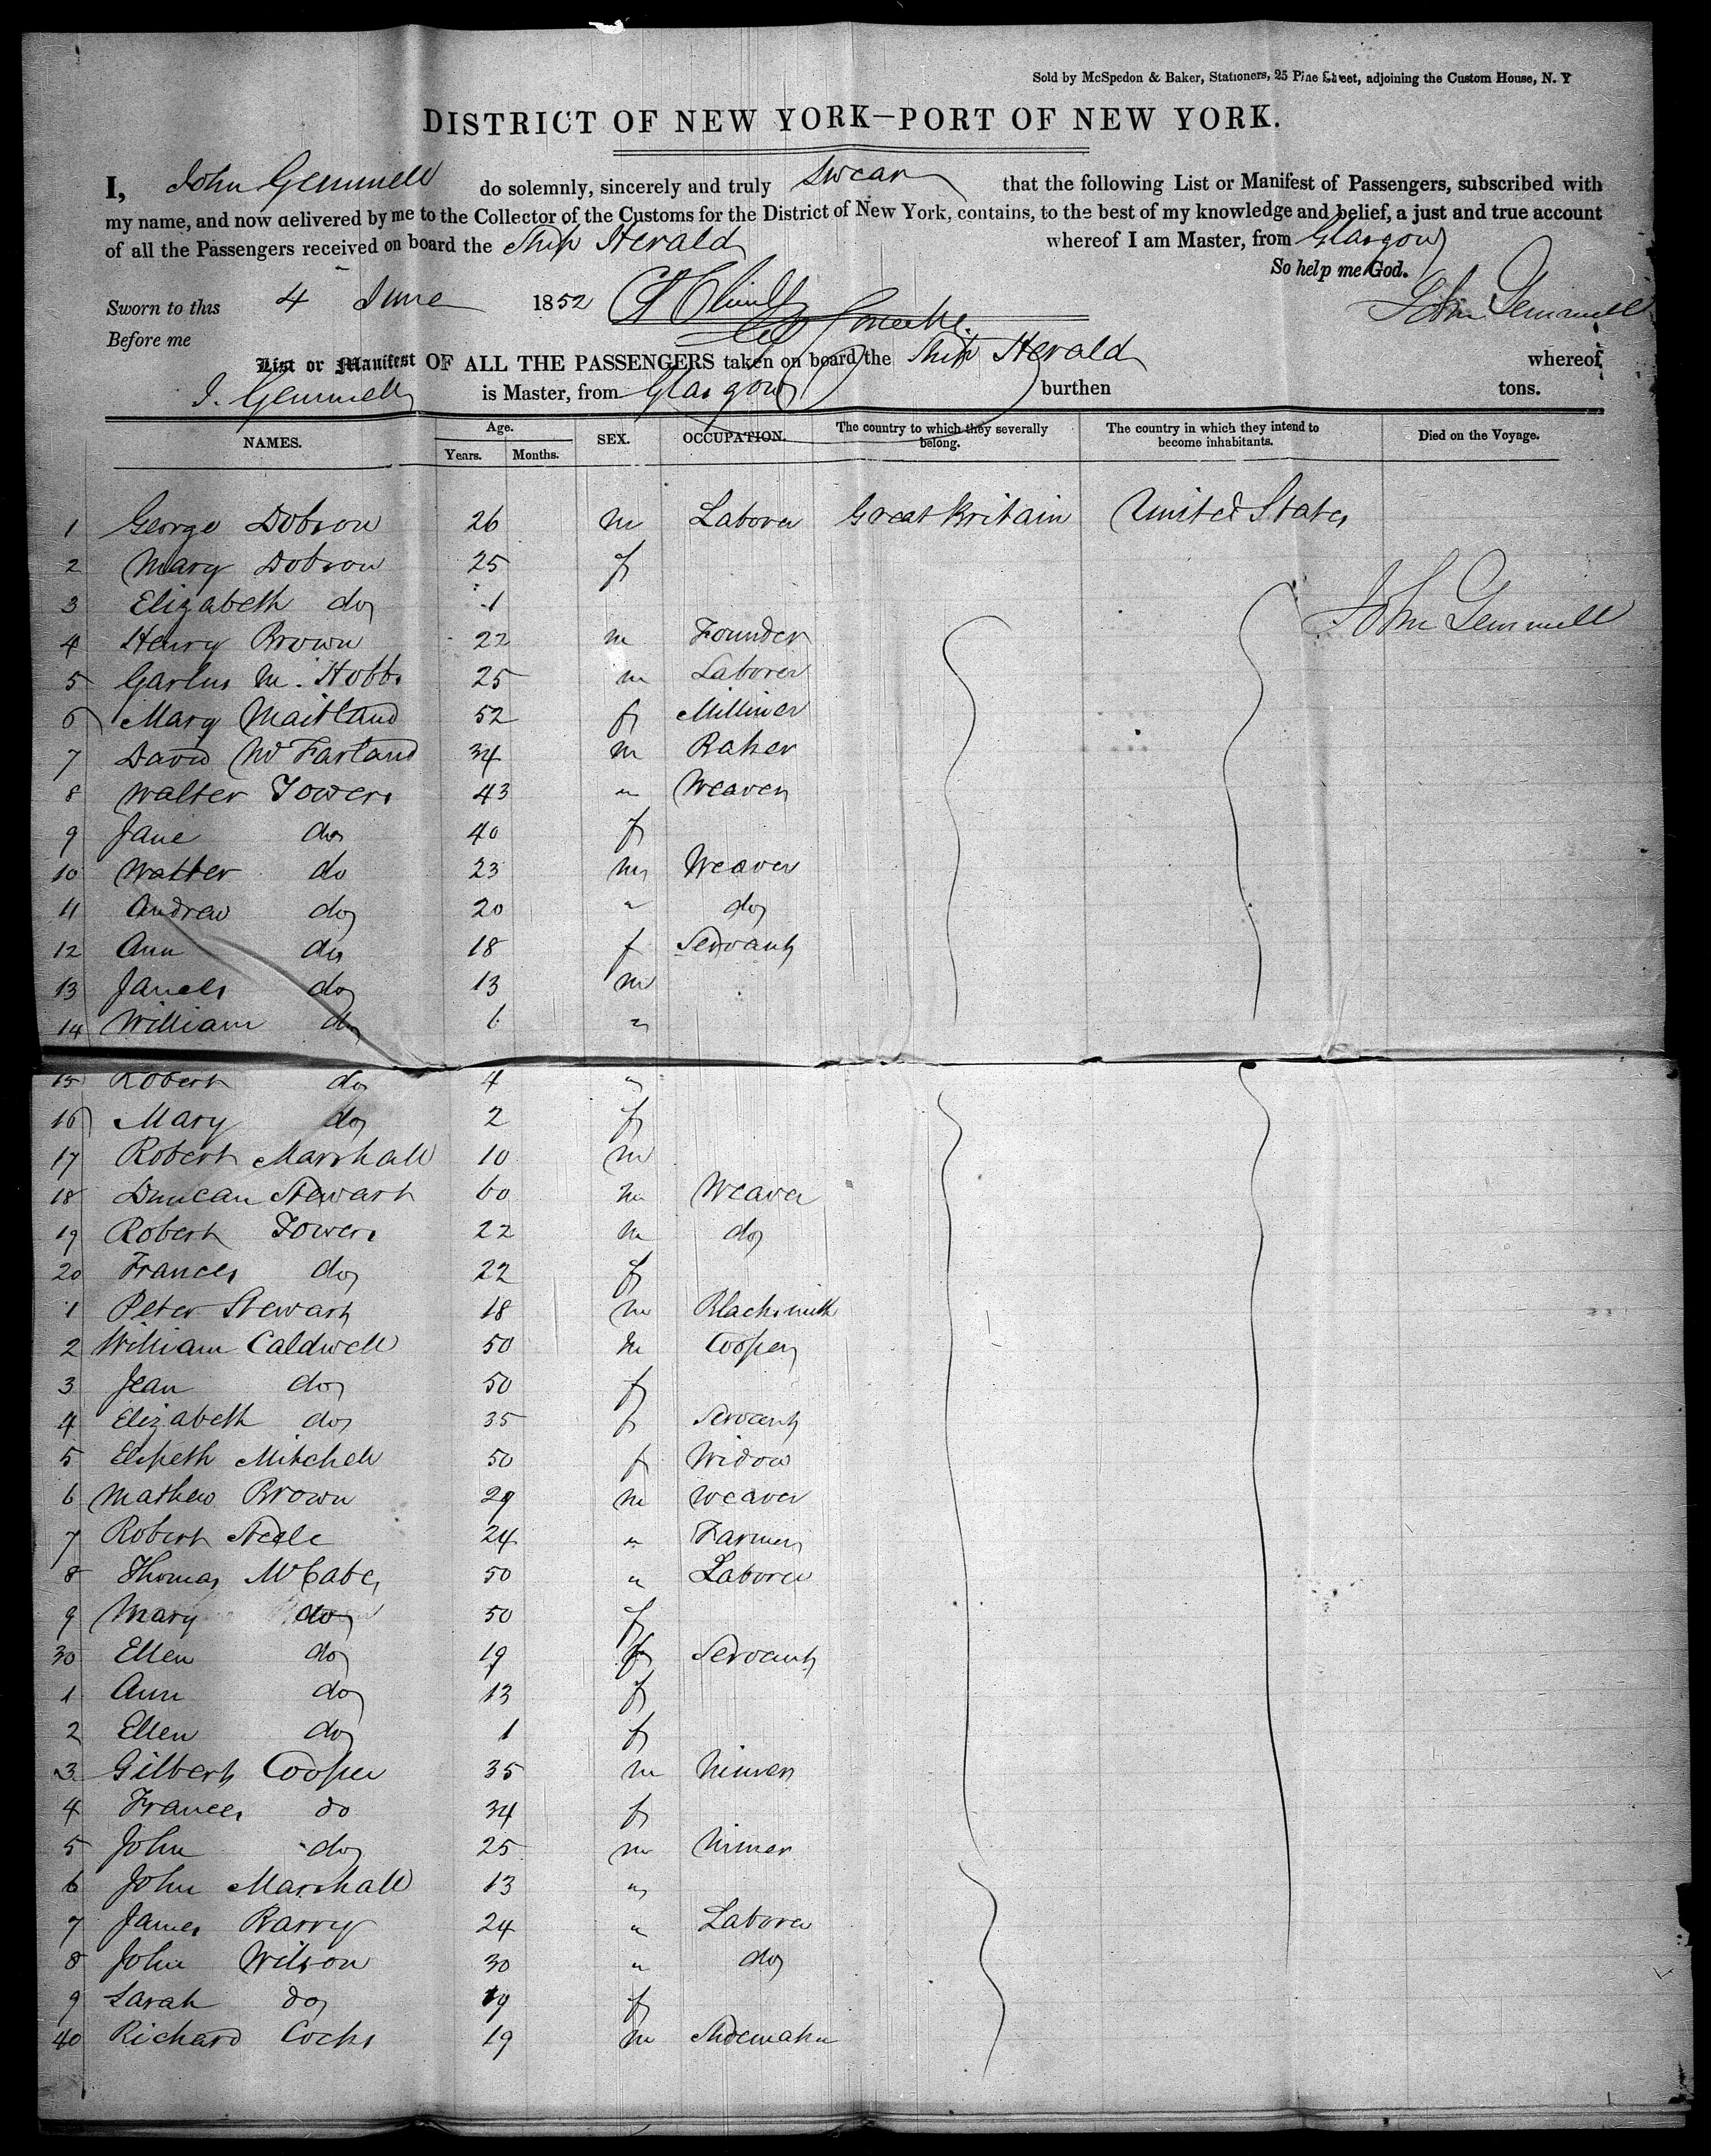 Sold by McSpedon & Baker, Stationers, 25 Pine Street, adjoining the Custom House, N. Y
DISTRICT OF NEW YORK—PORT OF NEW YORK.
I, John Gemmell do solemnly, sincerely and truly swear that the following List or Manifest of Passengers, subscribed with
my name, and now delivered by me to the Collector of the Customs for the District of New York, contains, to the best of my knowledge and belief, a just and true account
of all the Passengers received on board the Ship Herald whereof I am Master, from Glasgow
So help me God.
Sworn to this 4 June 1852 John Gemmell
Before me
List or Manifest OF ALL THE PASSENGERS taken on board the Ship Herald whereof
J. Gemmell is Master, from Glasgow burthen tons.
NAMES. Age. Years. Months. SEX. OCCUPATION. The country to which they severally belong. The country in which they intend to become inhabitants. Died on the Voyage.
1 George Dobson 26 m Laborer Great Britain United States
2 Mary Dobson 25 f
3 Elizabeth do 1
John Gemmell
4 Henry Brown 22 m Founder
5 M. Hobbs 25 m Laborer
6 Mary Maitland 52 f Milliner
7 David McFarland 34 m Baker
8 Walter Towers 43 " Weaver
9 Jane do 40 f
10 Walter do 23 m Weaver
11 Andrew do 20 " do
12 Ann do 18 f Servant
13 James do 13 m
14 William do 6 "
15 Robert do 4 "
16 Mary do 2 f
17 Robert Marshall 10 m
18 Duncan Stewart 60 m Weaver
19 Robert Towers 22 m do
20 Frances do 22 f
1 Peter Stewart 18 m Blacksmith
2 William Caldwell 50 m Cooper
3 Jean do 50 f
4 Elizabeth do 35 f Servant
5 Elspeth Mitchell 50 f Widow
6 Mathew Brown 29 m Weaver
7 Robert Steele 24 " Farmer
8 Thomas McCabe 50 " Laborer
9 Mary do 50 f
30 Ellen do 19 f Servant
1 Ann do 13 f
2 Ellen do 1 f
3 Gilbert Cooper 35 m Miner
4 Frances do 34 f
5 John do 25 m Miner
6 John Marshall 13 "
7 James Barry 24 " Laborer
8 John Wilson 30 " do
9 Sarah do 19 f
40 Richard Cocks 19 m Shoemaker